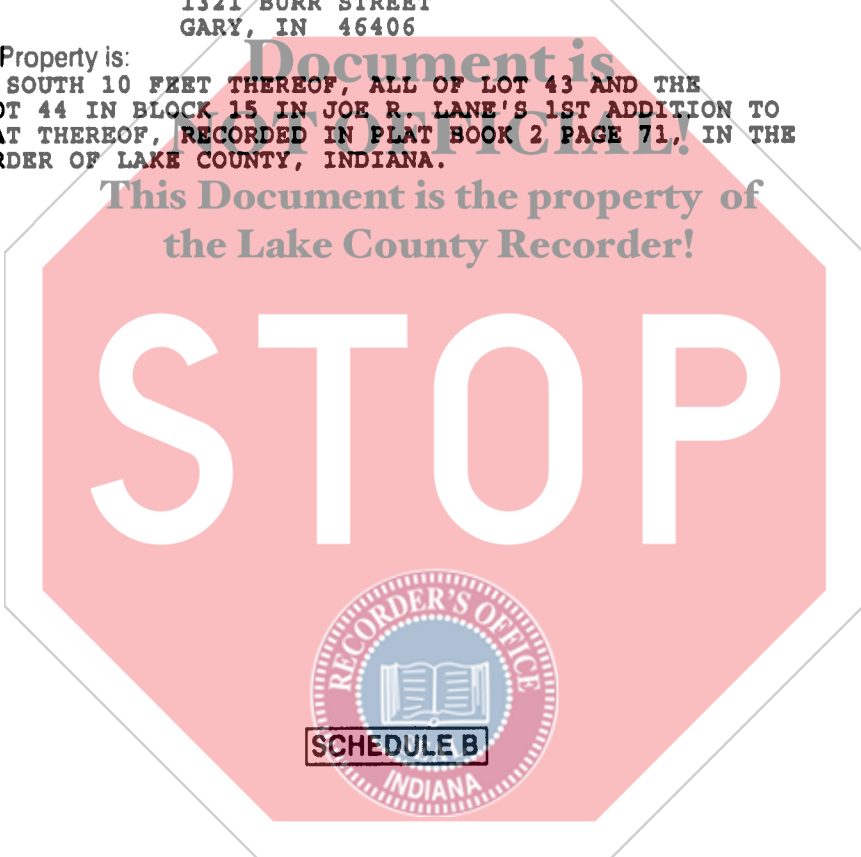 1321 BURR STREET
GARY, IN 46406
Property is:
Document is
SOUTH 10 FEET THEREOF, ALL OF LOT 43 AND THE
OT 44 IN BLOCK 15 IN JOE R. LANE'S 1ST ADDITION TO
NOT OFFICIAL!
AT THEREOF, RECORDED IN PLAT BOOK 2 PAGE 71, IN THE
RDER OF LAKE COUNTY, INDIANA.
This Document is the property of
the Lake County Recorder!
STOP
RECORDER'S OFFICE
SCHEDULE B
INDIANA